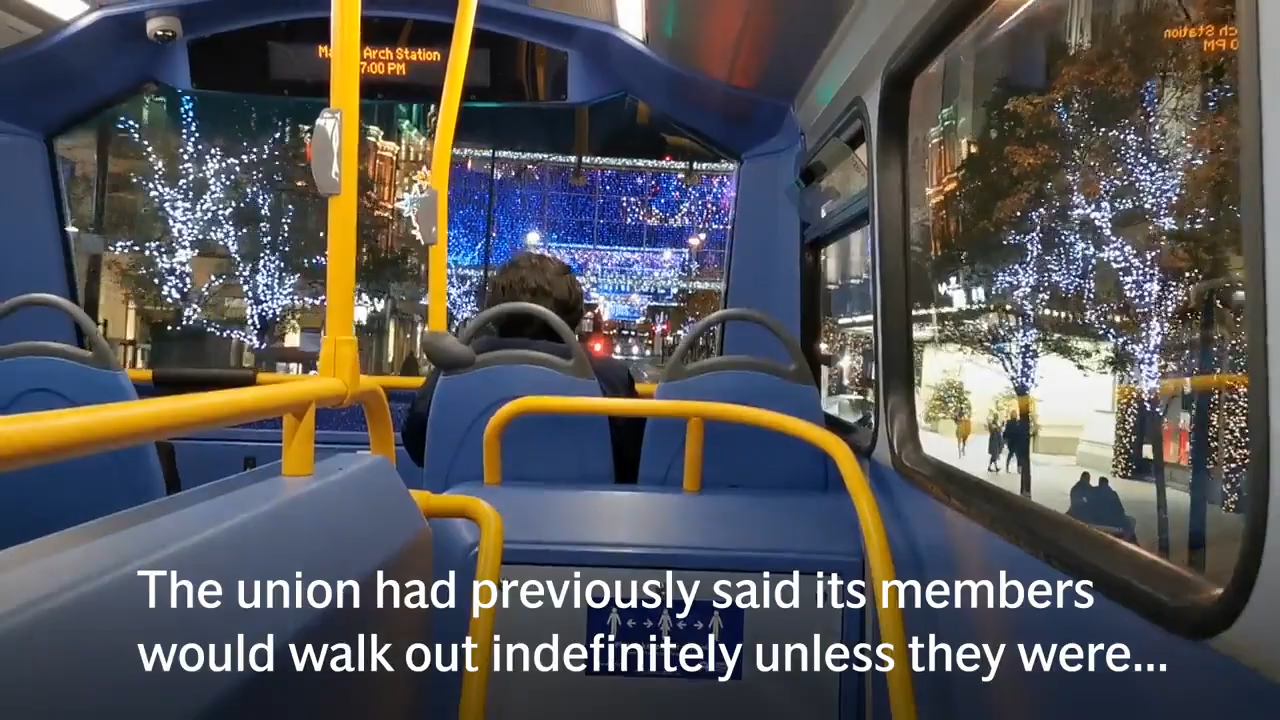 Arch Station
7:00 PM
The union had previously said its members
would walk out indefinitely unless they were...